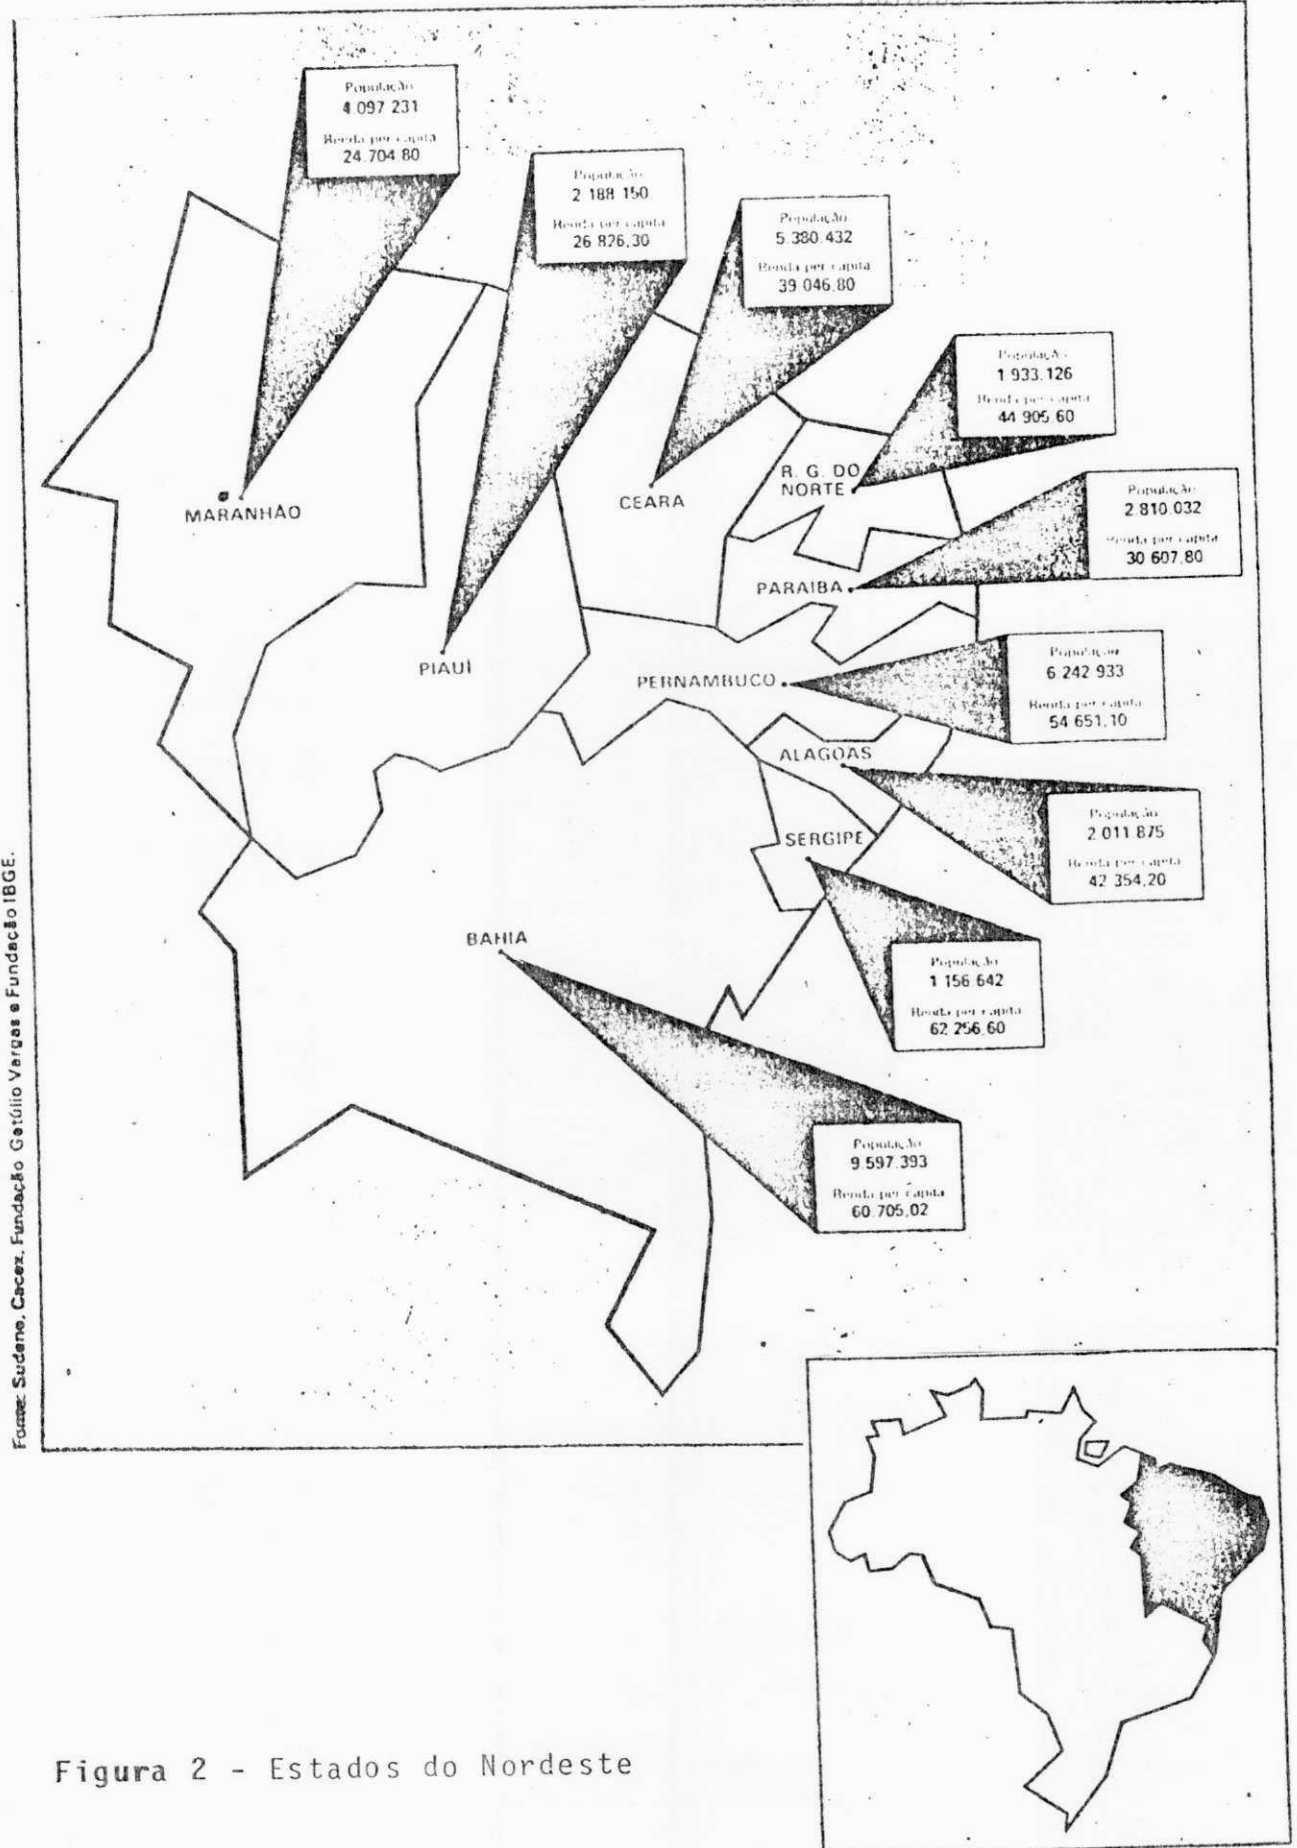 População
4 097 231
Renda per capita
24.704 80
População
2 188 150
Renda per capita
26 826,30
População
5.380.432
Renda per capita
39 046,80
População
1 933.126
Renda per capita
44 905,60
População
2.810.032
Renda per capita
30 607,80
População
6 242 933
Renda per capita
54 651,10
População
2 011 875
Renda per capita
42 354,20
População
1 156 642
Renda per capita
62 256,60
População
9.597.393
Renda per capita
60.705,02
MARANHÃO
PIAUÍ
CEARA
R. G. DO
NORTE
PARAIBA
PERNAMBUCO
ALAGOAS
SERGIPE
BAHIA
Fonte: Sudene, Cacex, Fundação Getúlio Vargas e Fundação IBGE.
Figura 2 - Estados do Nordeste